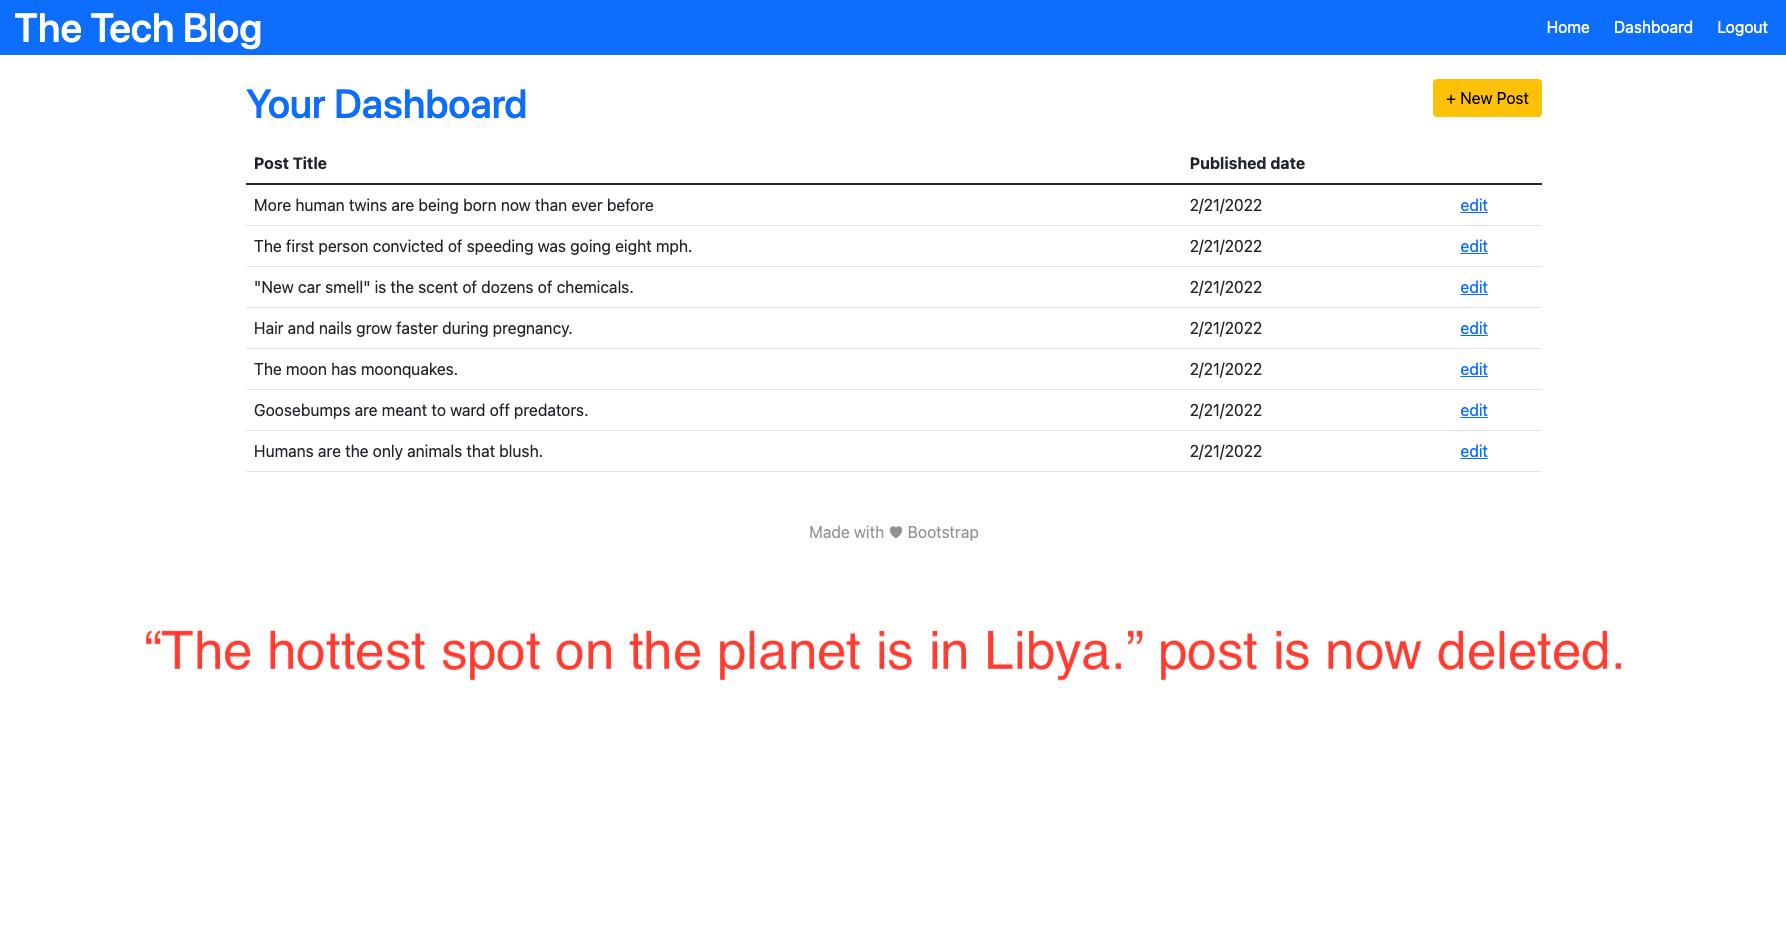 The Tech Blog Home Dashboard Logout
Your Dashboard + New Post
Post Title Published date
More human twins are being born now than ever before 2/21/2022 edit
The first person convicted of speeding was going eight mph. 2/21/2022 edit
"New car smell" is the scent of dozens of chemicals. 2/21/2022 edit
Hair and nails grow faster during pregnancy. 2/21/2022 edit
The moon has moonquakes. 2/21/2022 edit
Goosebumps are meant to ward off predators. 2/21/2022 edit
Humans are the only animals that blush. 2/21/2022 edit
Made with ♥ Bootstrap
“The hottest spot on the planet is in Libya.” post is now deleted.